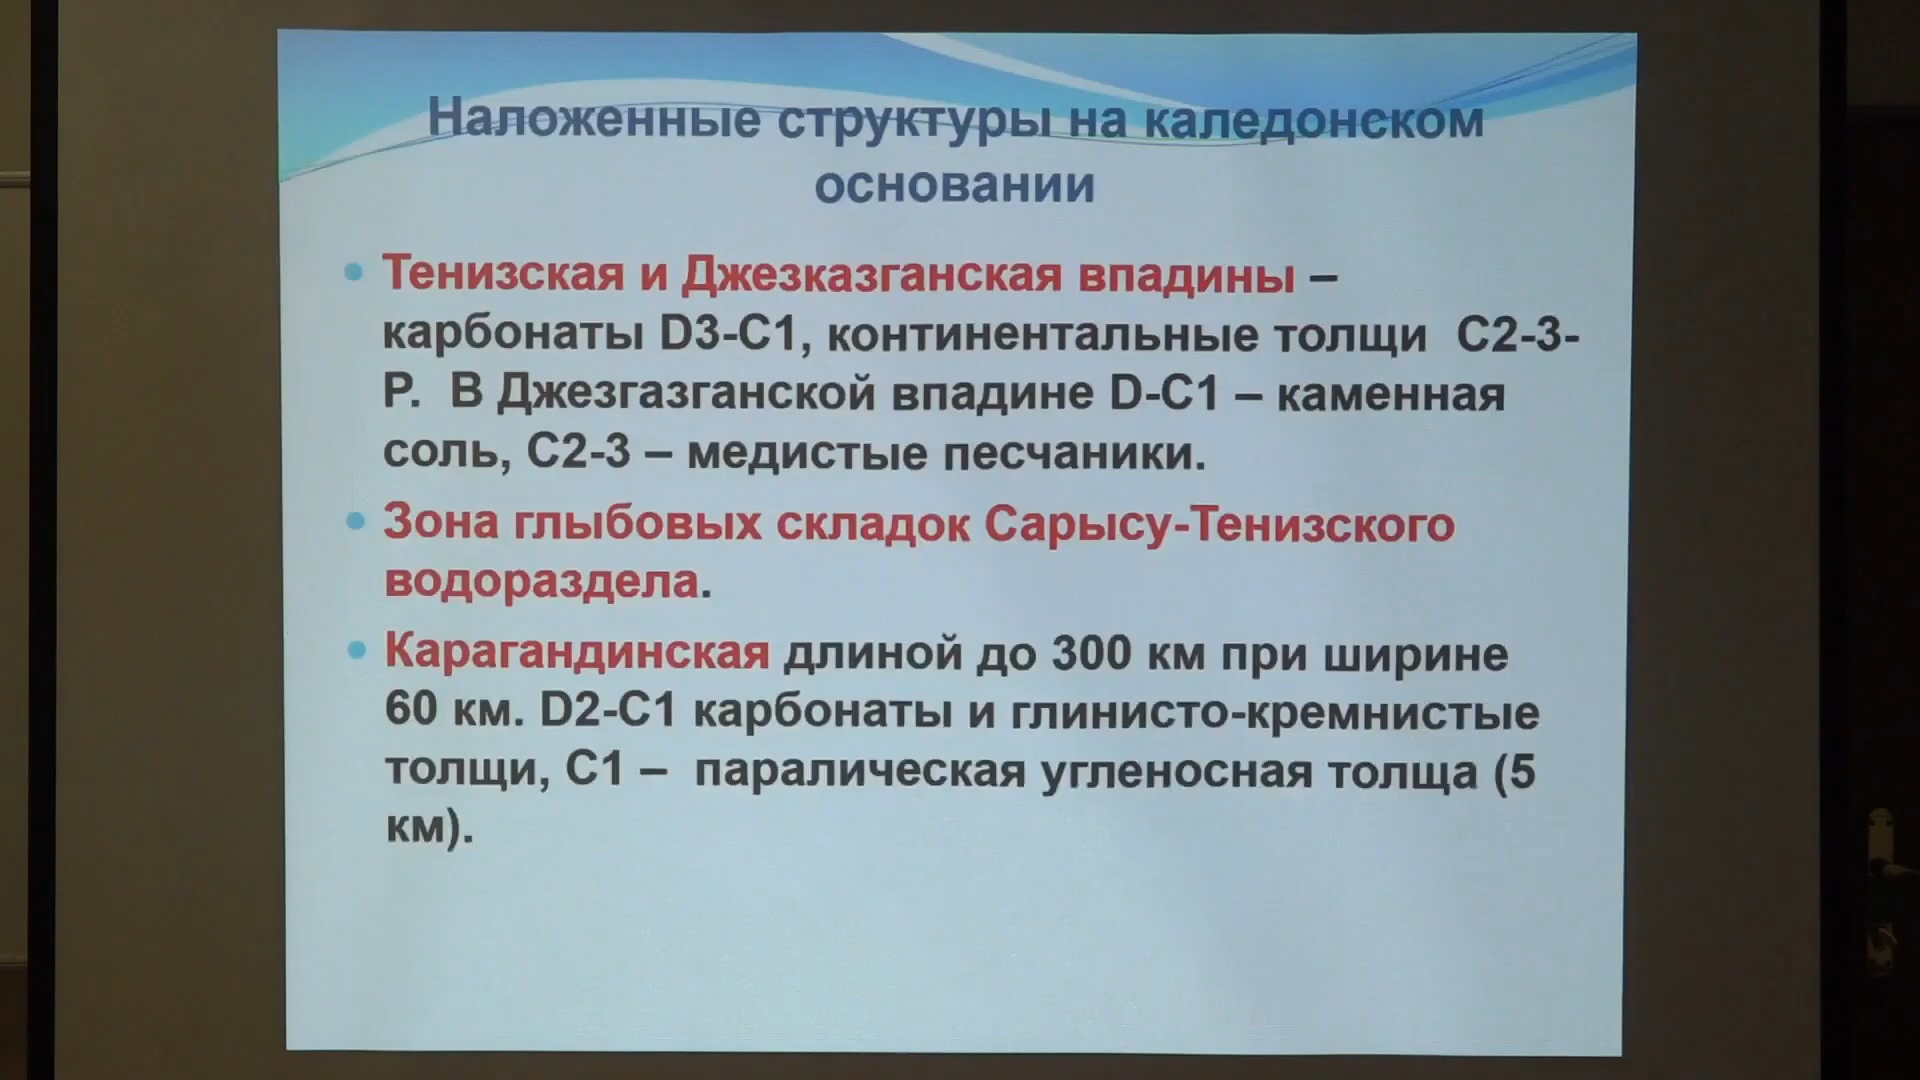 Наложенные структуры на каледонском
основании
• Тенизская и Джезказганская впадины –
карбонаты D3-C1, континентальные толщи C2-3-
P. В Джезгазганской впадине D-C1 – каменная
соль, C2-3 – медистые песчаники.
• Зона глыбовых складок Сарысу-Тенизского
водораздела.
• Карагандинская длиной до 300 км при ширине
60 км. D2-C1 карбонаты и глинисто-кремнистые
толщи, C1 – паралическая угленосная толща (5
км).